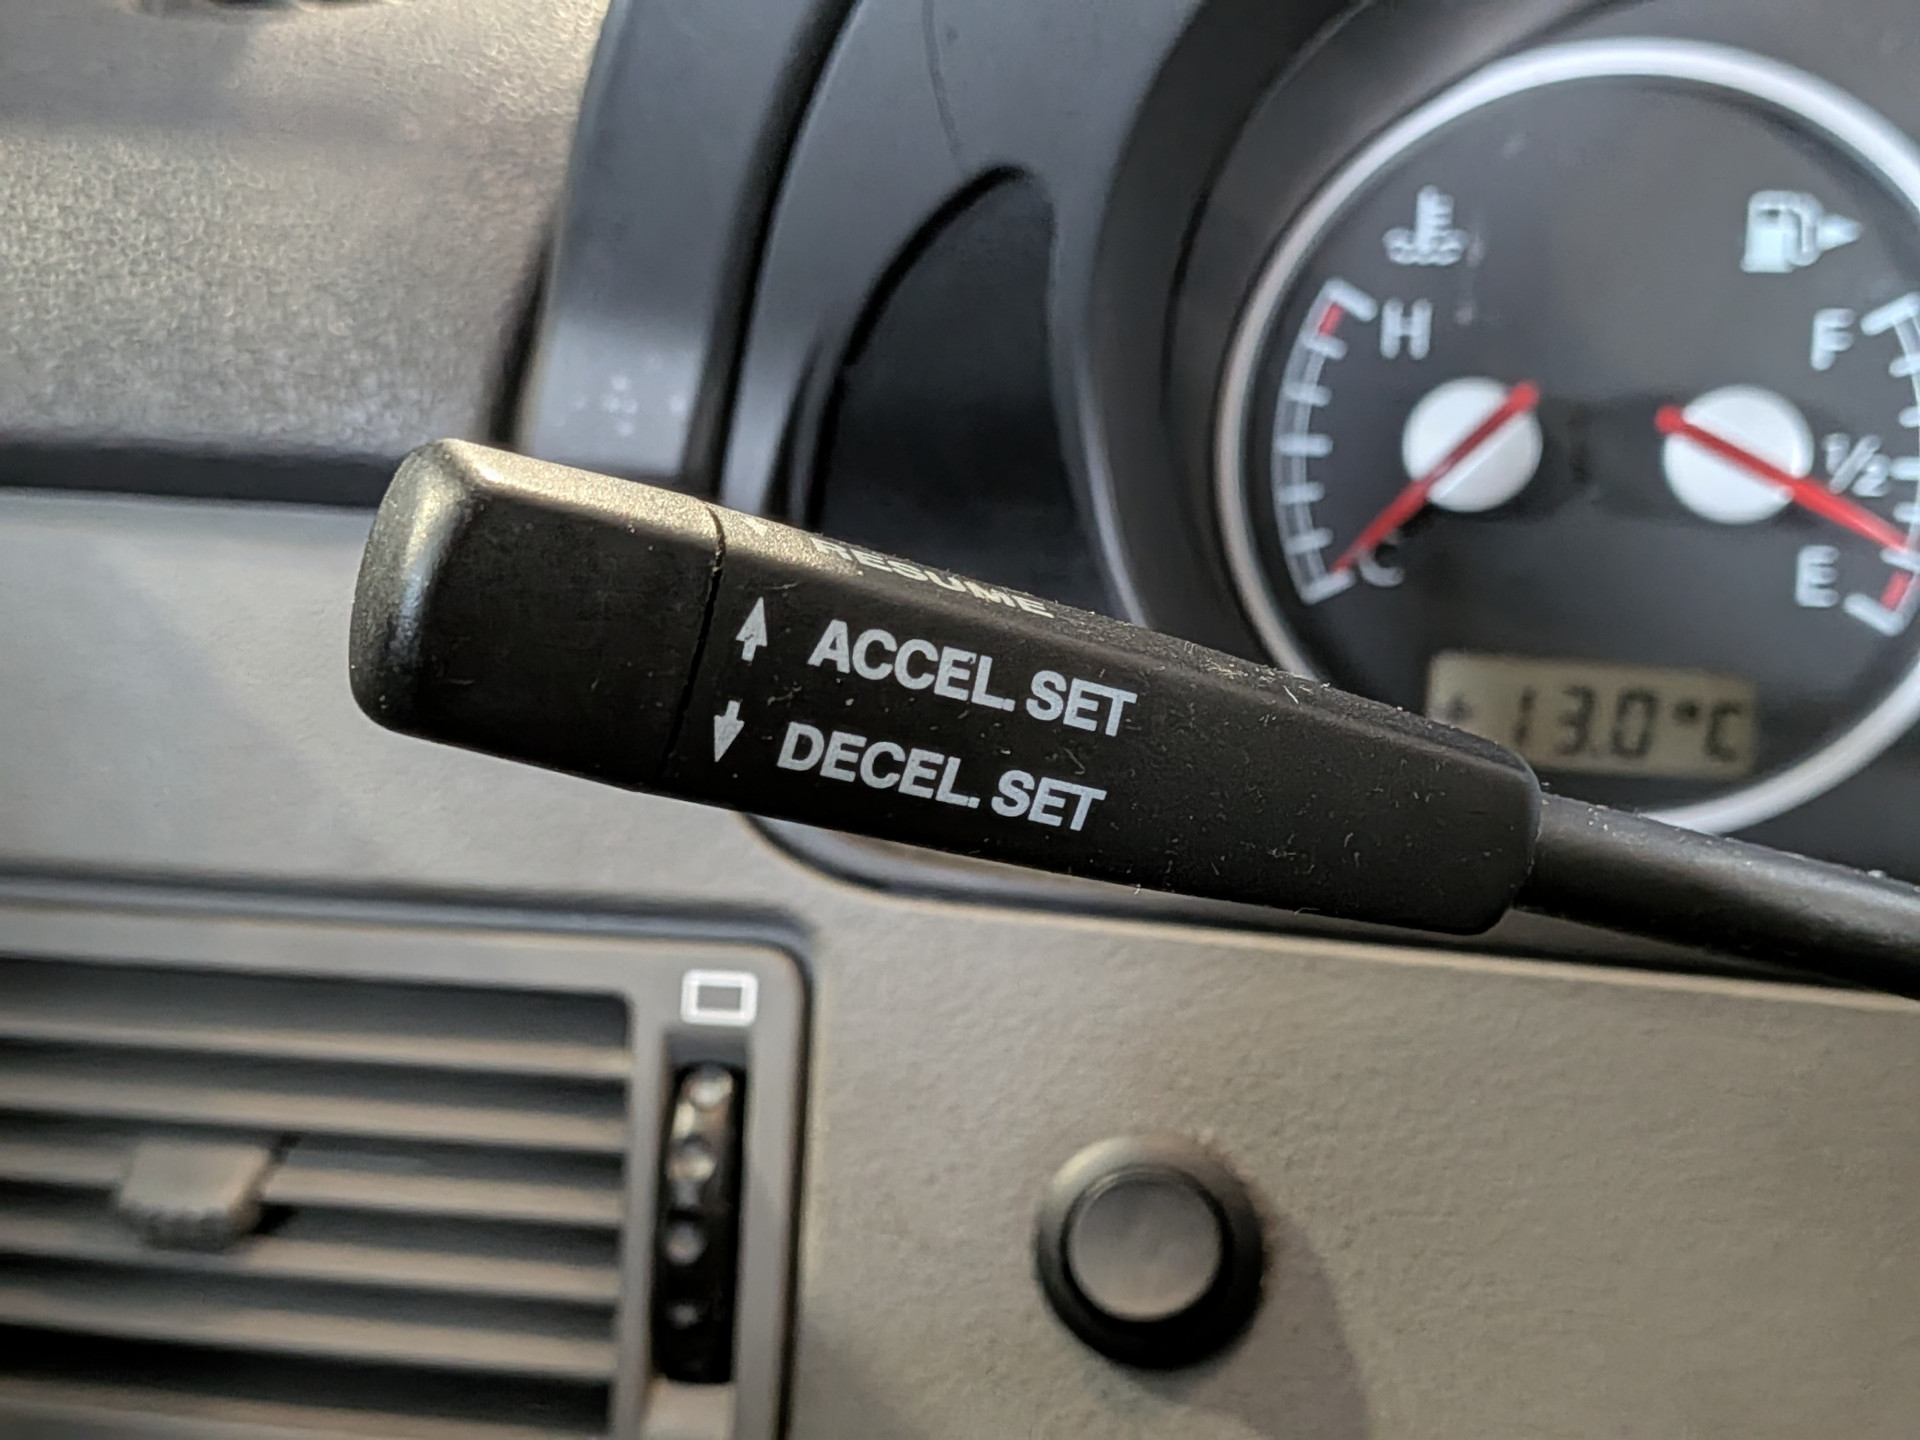 RESUME
ACCEL. SET
DECEL. SET
H
F
1/2
C
E
13.0°C